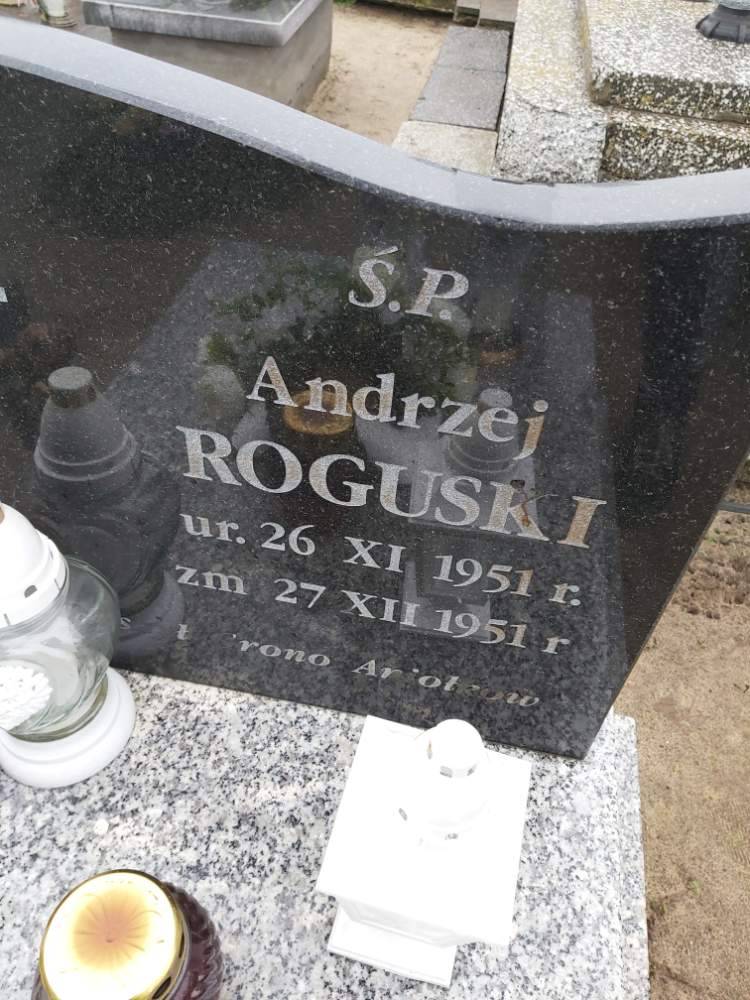 Ś.P.
Andrzej
ROGUSKI
ur. 26 XI 1951 r.
zm 27 XII 1951 r